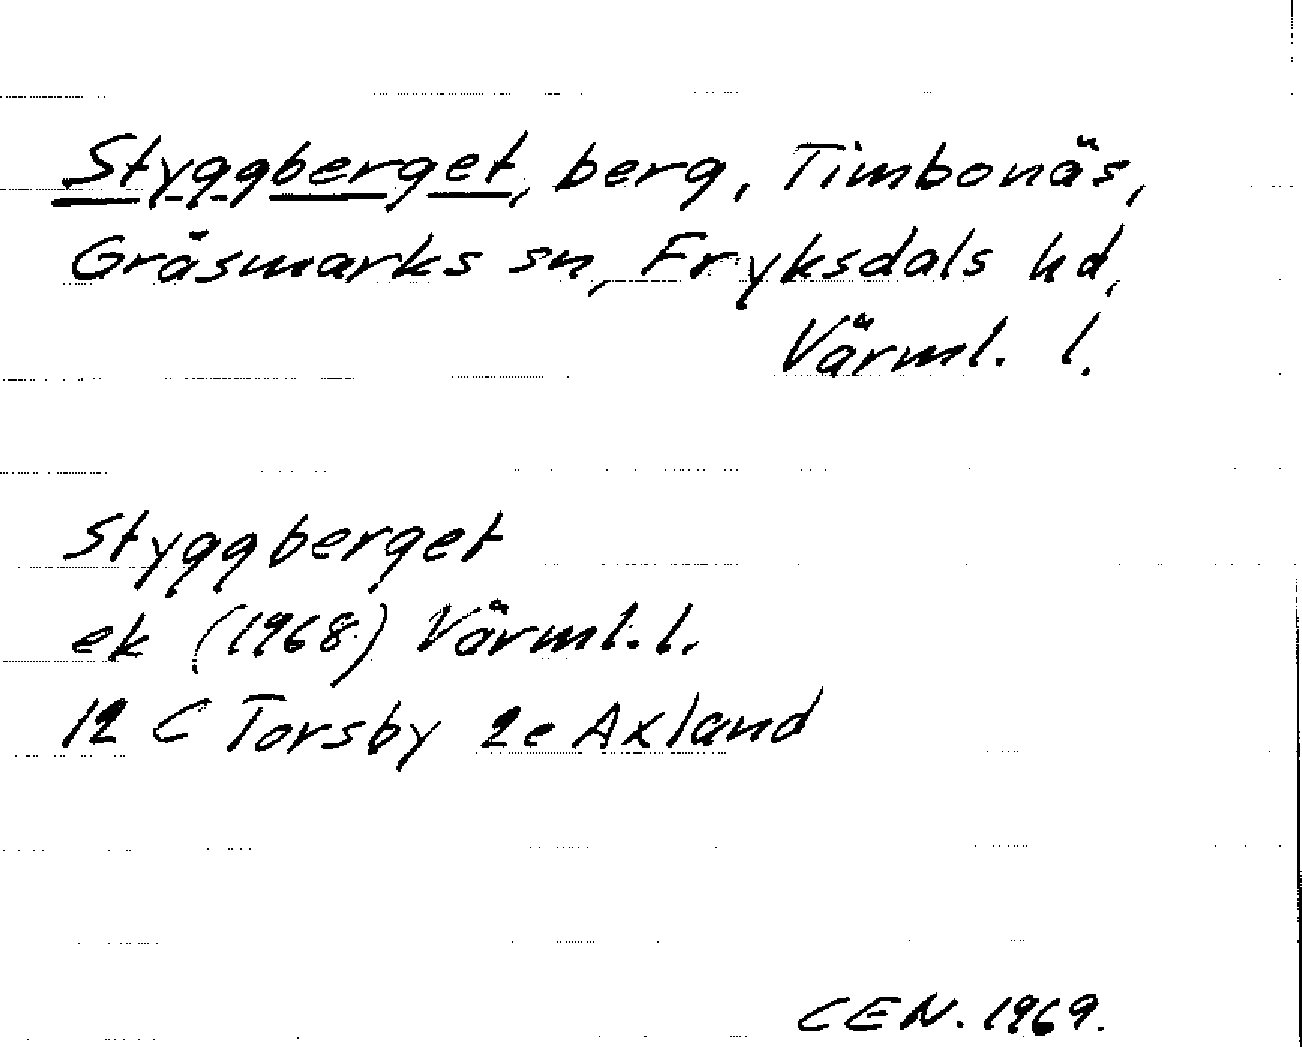 Styggberget, berg, Timbonäs,
Gräsmarks sn, Fryksdals hd,
Värml. l.
Styggberget
ek (1968) Värml. l.
12 C Torsby 2e Axland
CEN. 1969.